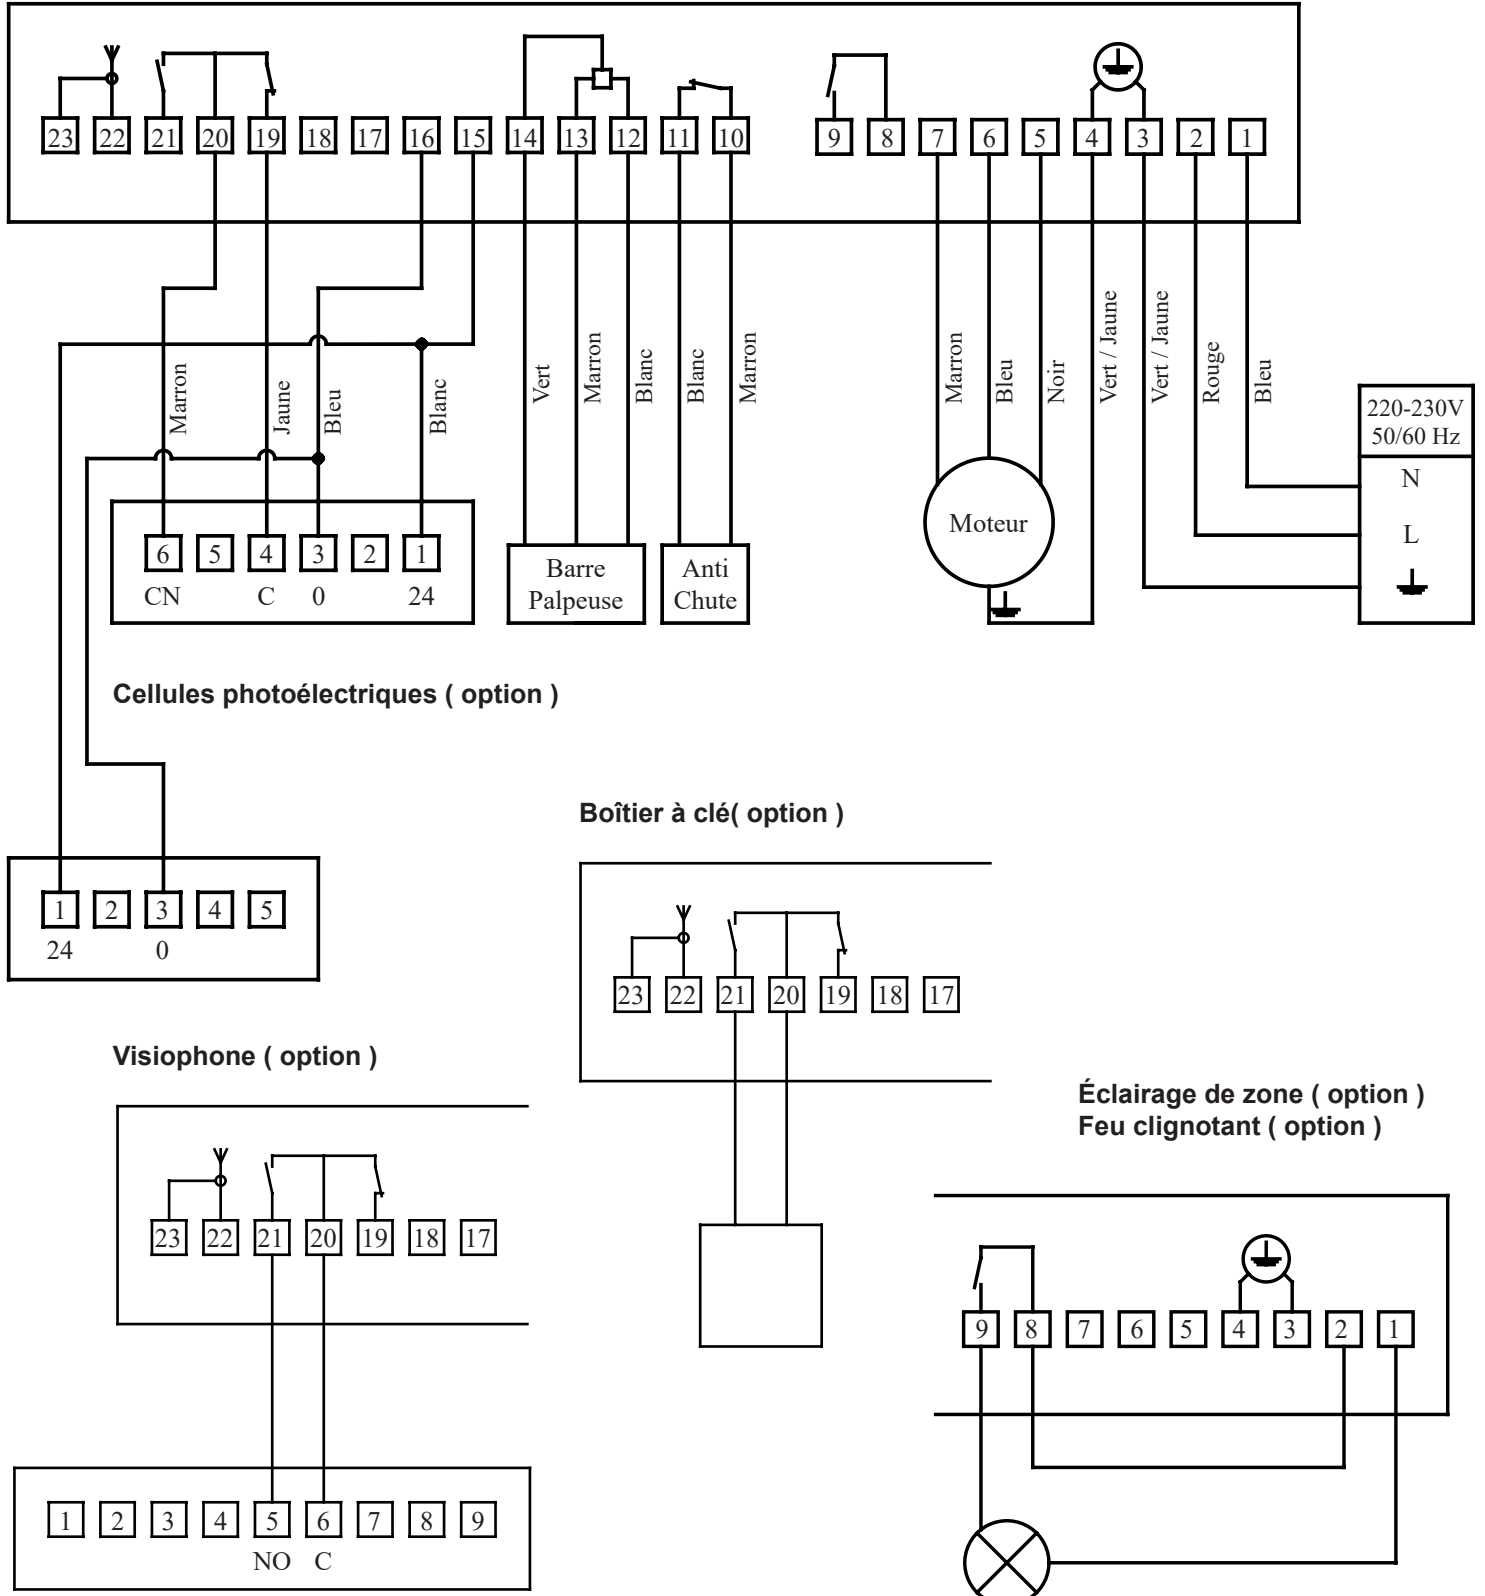 23 22 21 20 19 18 17 16 15 14 13 12 11 10 9 8 7 6 5 4 3 2 1
Marron
Jaune
Bleu
Blanc
Vert
Marron
Blanc
Blanc
Marron
Marron
Bleu
Noir
Vert / Jaune
Vert / Jaune
Rouge
Bleu
220-230V
50/60 Hz
N
L
Moteur
6 5 4 3 2 1
CN C 0 24
Barre
Palpeuse
Anti
Chute
Cellules photoélectriques ( option )
1 2 3 4 5
24 0
Boîtier à clé( option )
23 22 21 20 19 18 17
Visiophone ( option )
23 22 21 20 19 18 17
1 2 3 4 5 6 7 8 9
NO C
Éclairage de zone ( option )
Feu clignotant ( option )
9 8 7 6 5 4 3 2 1